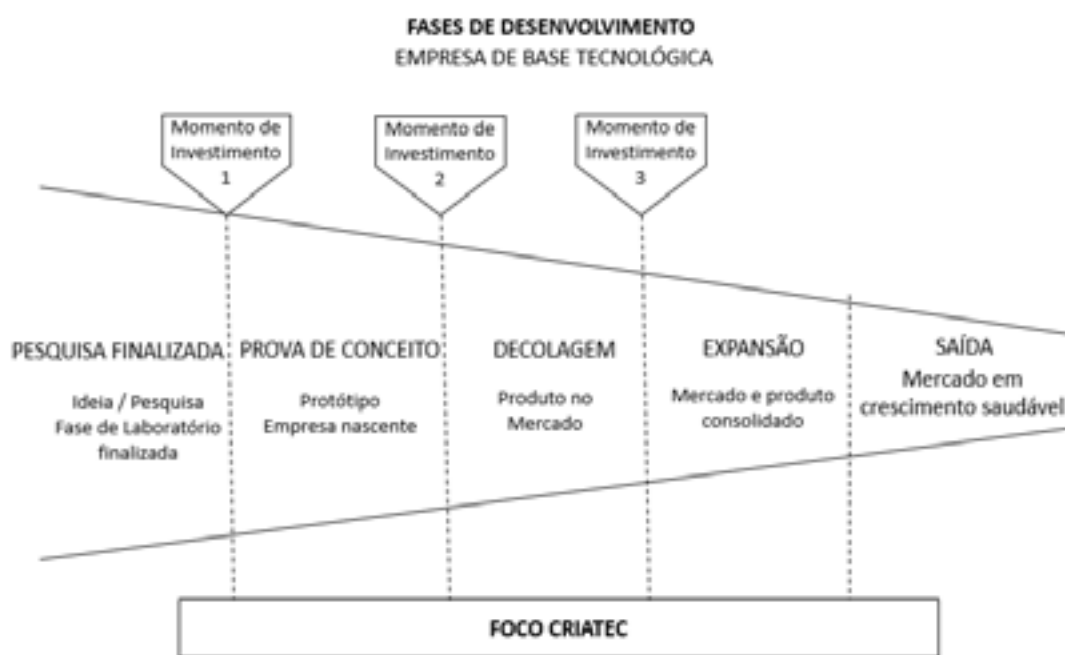 FASES DE DESENVOLVIMENTO
EMPRESA DE BASE TECNOLÓGICA
Momento de
Investimento
1
Momento de
Investimento
2
Momento de
Investimento
3
PESQUISA FINALIZADA
Ideia / Pesquisa
Fase de Laboratório
finalizada
PROVA DE CONCEITO
Protótipo
Empresa nascente
DECOLAGEM
Produto no
Mercado
EXPANSÃO
Mercado e produto
consolidado
SAÍDA
Mercado em
crescimento saudável
FOCO CRIATEC